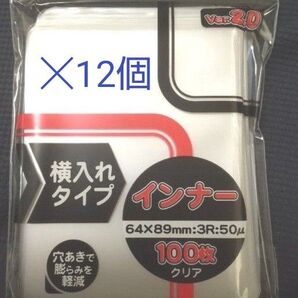 Ver.2.0
×12個
横入れ
タイプ
インナー
64×89mm:3R:50μ
100枚
クリア
穴あきで
膨らみを
軽減